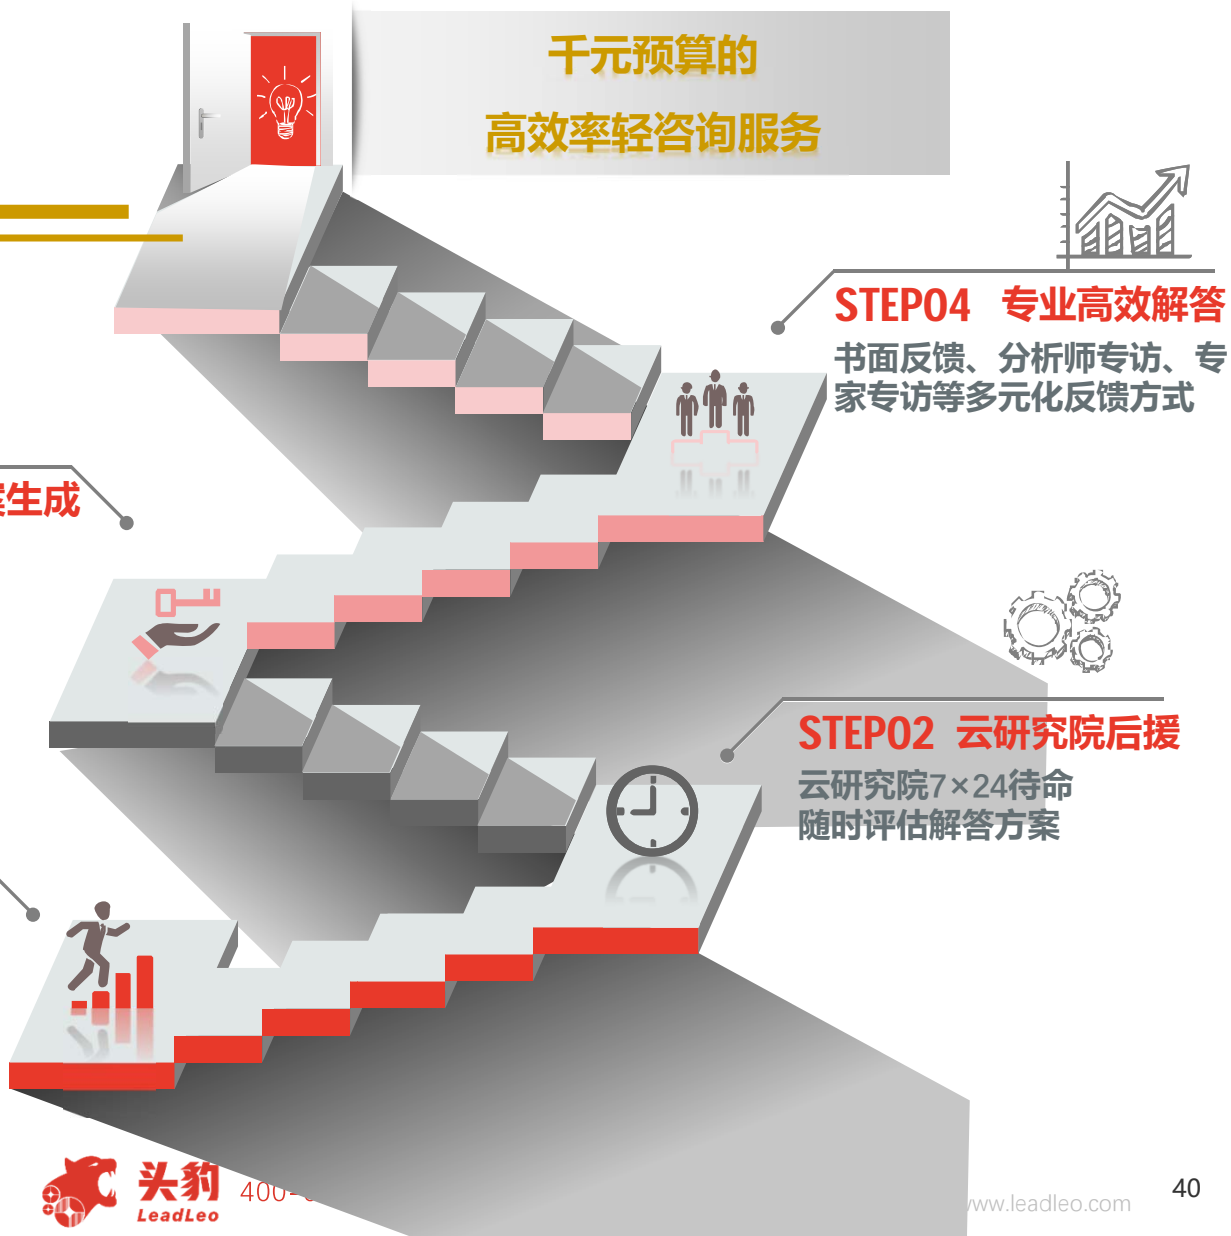 千元预算的
高效率轻咨询服务
STEP04 专业高效解答
书面反馈、分析师专访、专
家专访等多元化反馈方式
生成
STEP02 云研究院后援
云研究院7×24待命
随时评估解答方案
头豹
LeadLeo
400-
www.leadleo.com
40